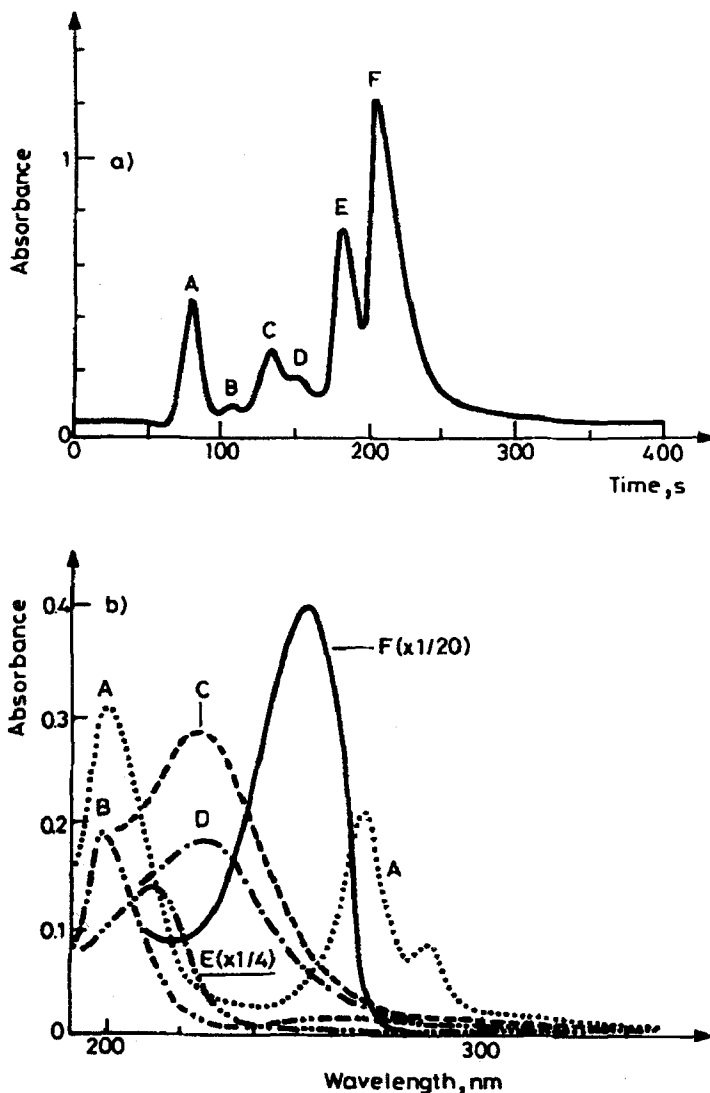 Absorbance
a)
1
0
A
B
C
D
E
F
100
200
300
400
Time,s
Absorbance
b)
0.4
0.3
0.2
0.1
0
A
B
C
D
E(x1/4)
F(x1/20)
A
200
300
Wavelength,nm